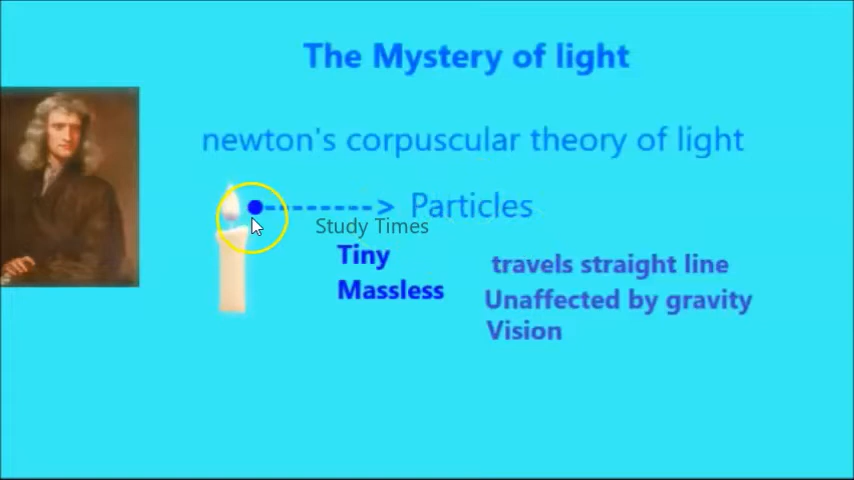 The Mystery of light
newton's corpuscular theory of light
Particles
Study Times
Tiny
Massless
travels straight line
Unaffected by gravity
Vision